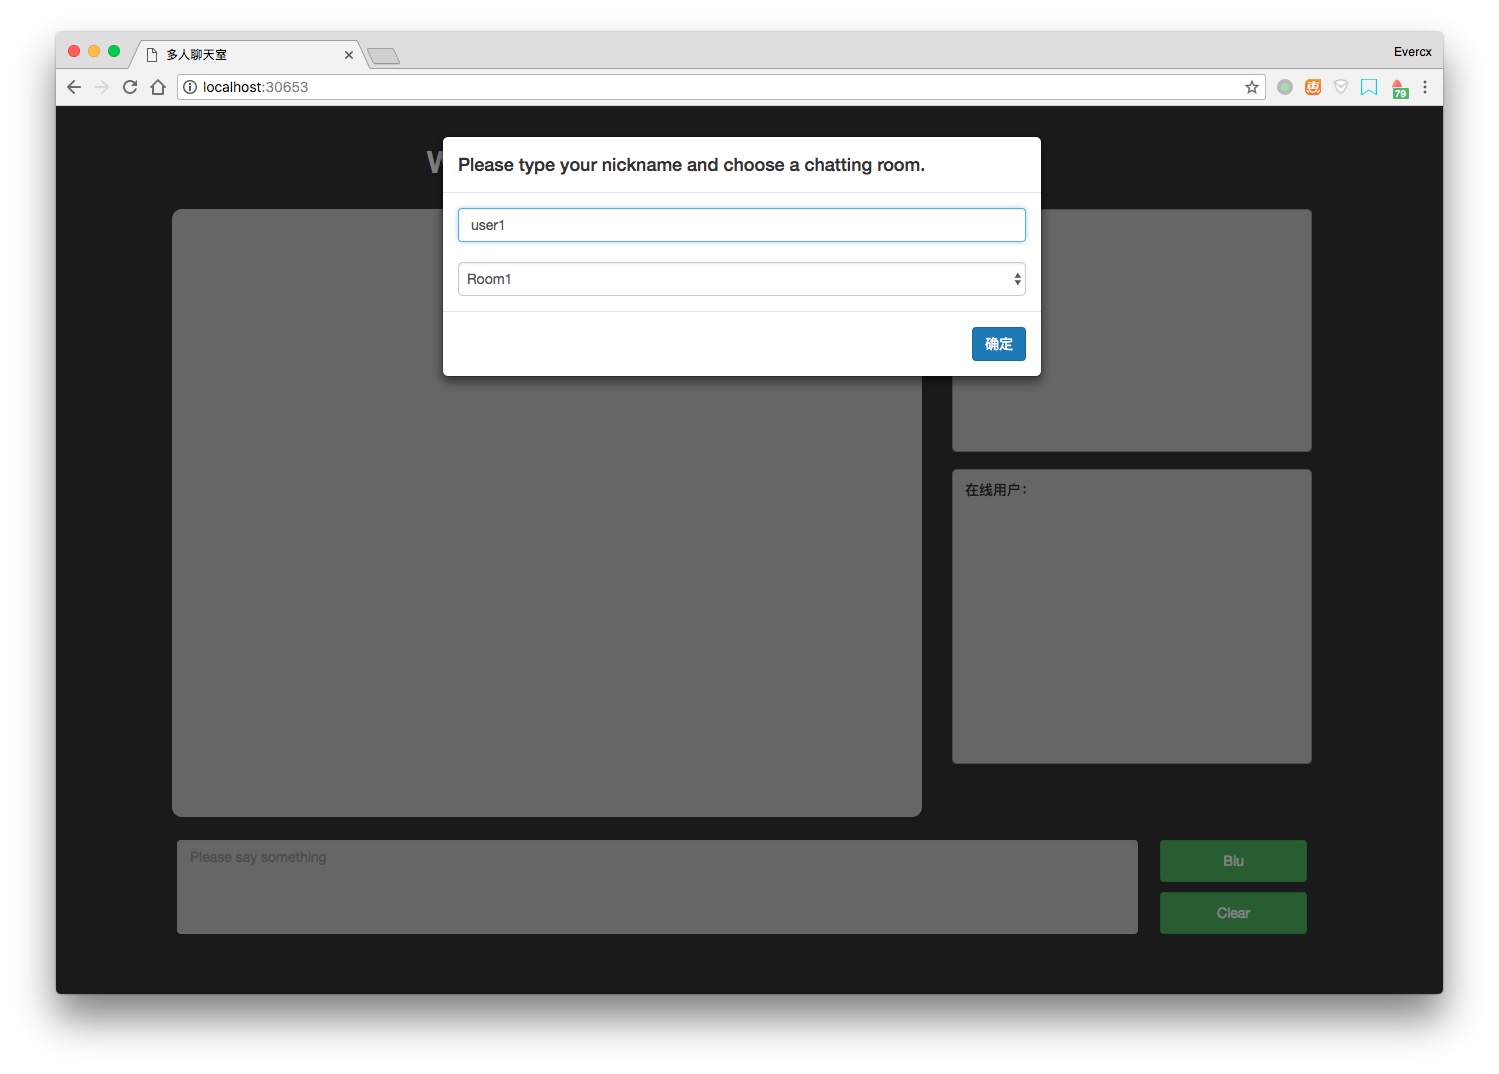 多人聊天室
Evercx
localhost:30653
79
Please type your nickname and choose a chatting room.
user1
Room1
确定
在线用户:
Please say something
Biu
Clear